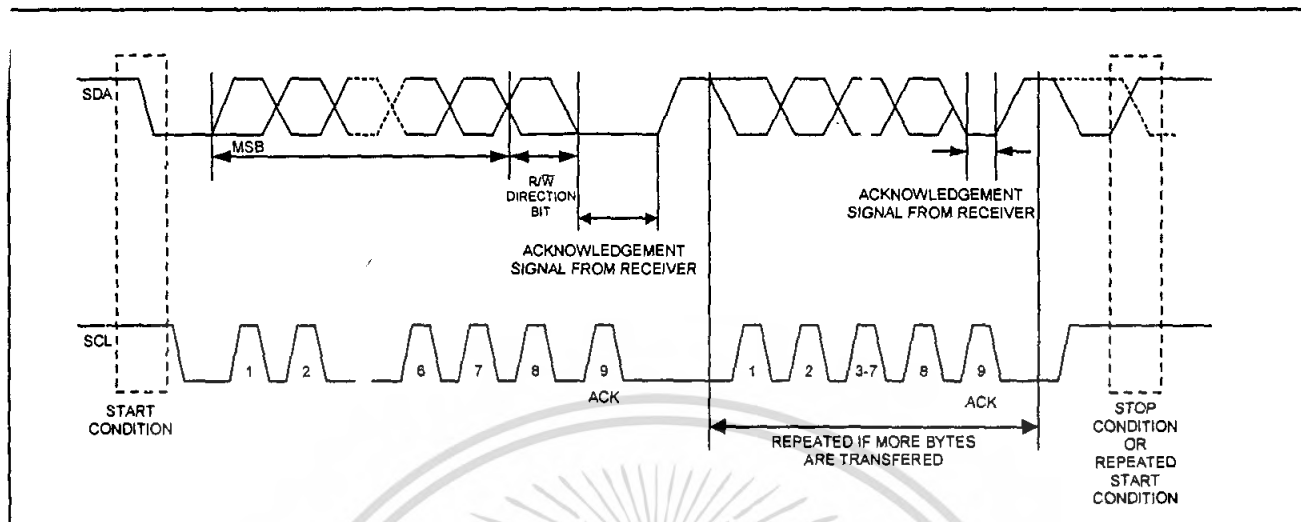 SDA
MSB
R/W̅
DIRECTION
BIT
ACKNOWLEDGEMENT
SIGNAL FROM RECEIVER
ACKNOWLEDGEMENT
SIGNAL FROM RECEIVER
SCL
1 2 6 7 8 9 1 2 3-7 8 9
ACK ACK
START
CONDITION
REPEATED IF MORE BYTES
ARE TRANSFERED
STOP
CONDITION
OR
REPEATED
START
CONDITION